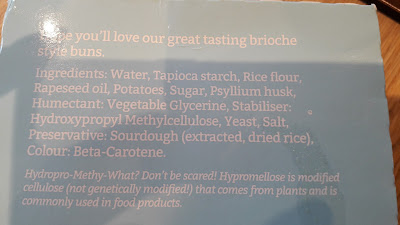 you'll love our great tasting brioche
style buns.
Ingredients: Water, Tapioca starch, Rice flour,
Rapeseed oil, Potatoes, Sugar, Psyllium husk,
Humectant: Vegetable Glycerine, Stabiliser:
Hydroxypropyl Methylcellulose, Yeast, Salt,
Preservative: Sourdough (extracted, dried rice),
Colour: Beta-Carotene.
Hydropro-Methy-What? Don't be scared! Hypromellose is modified
cellulose (not genetically modified!) that comes from plants and is
commonly used in food products.